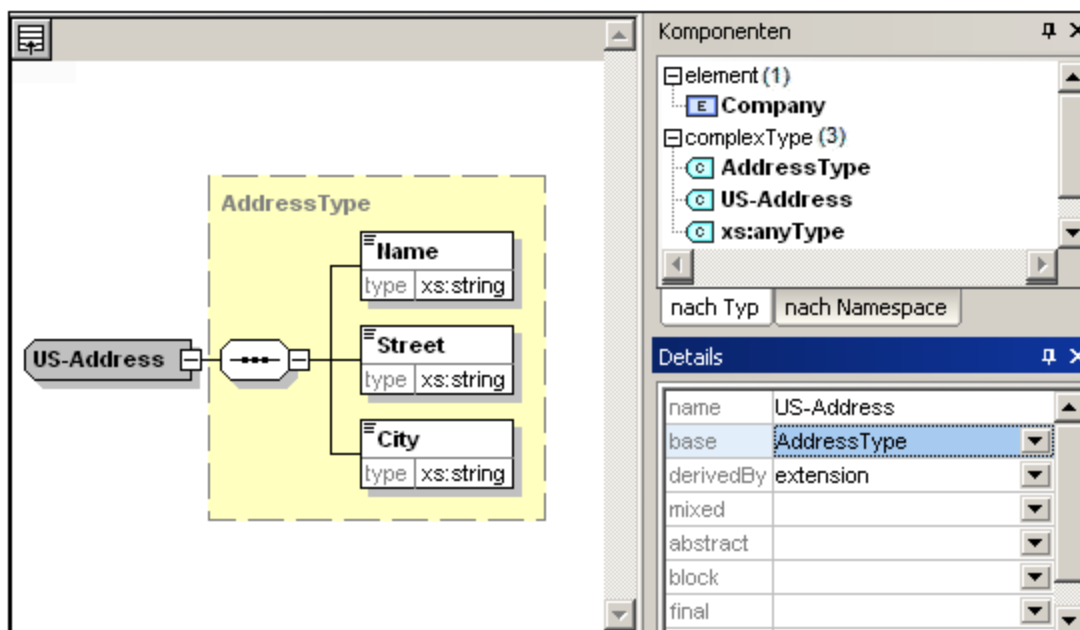 AddressType
Name
type xs:string
Street
type xs:string
US-Address
City
type xs:string
Komponenten
element (1)
E Company
complexType (3)
C AddressType
C US-Address
C xs:anyType
nach Typ nach Namespace
Details
name US-Address
base AddressType
derivedBy extension
mixed
abstract
block
final